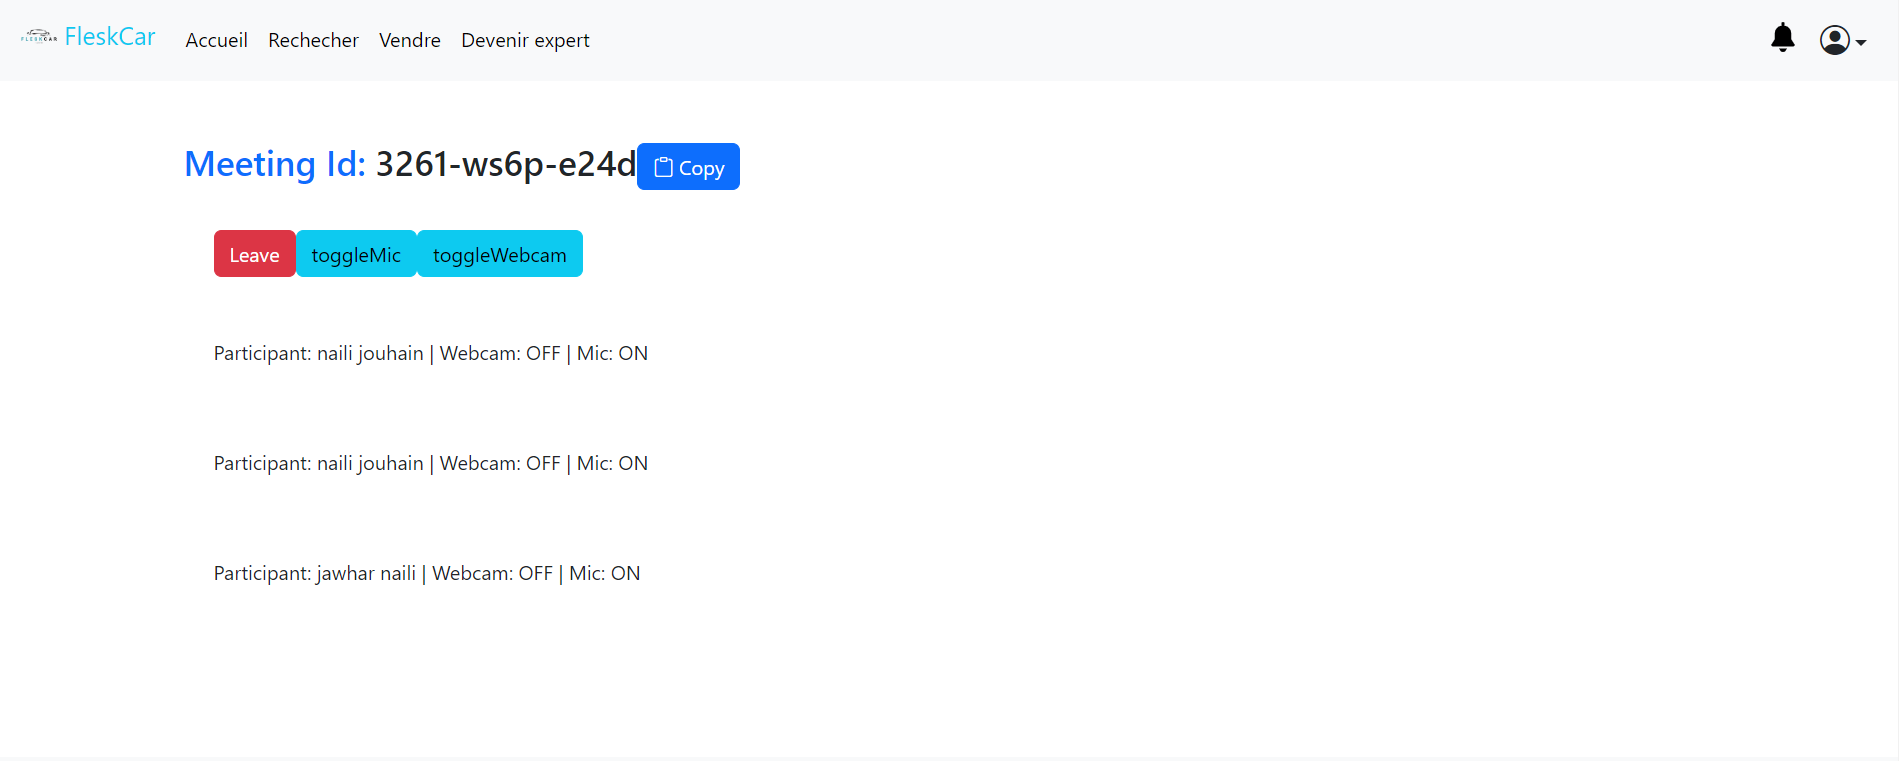 FLESKCAR FleskCar Accueil Rechecher Vendre Devenir expert
Meeting Id: 3261-ws6p-e24d Copy
Leave toggleMic toggleWebcam
Participant: naili jouhain | Webcam: OFF | Mic: ON
Participant: naili jouhain | Webcam: OFF | Mic: ON
Participant: jawhar naili | Webcam: OFF | Mic: ON